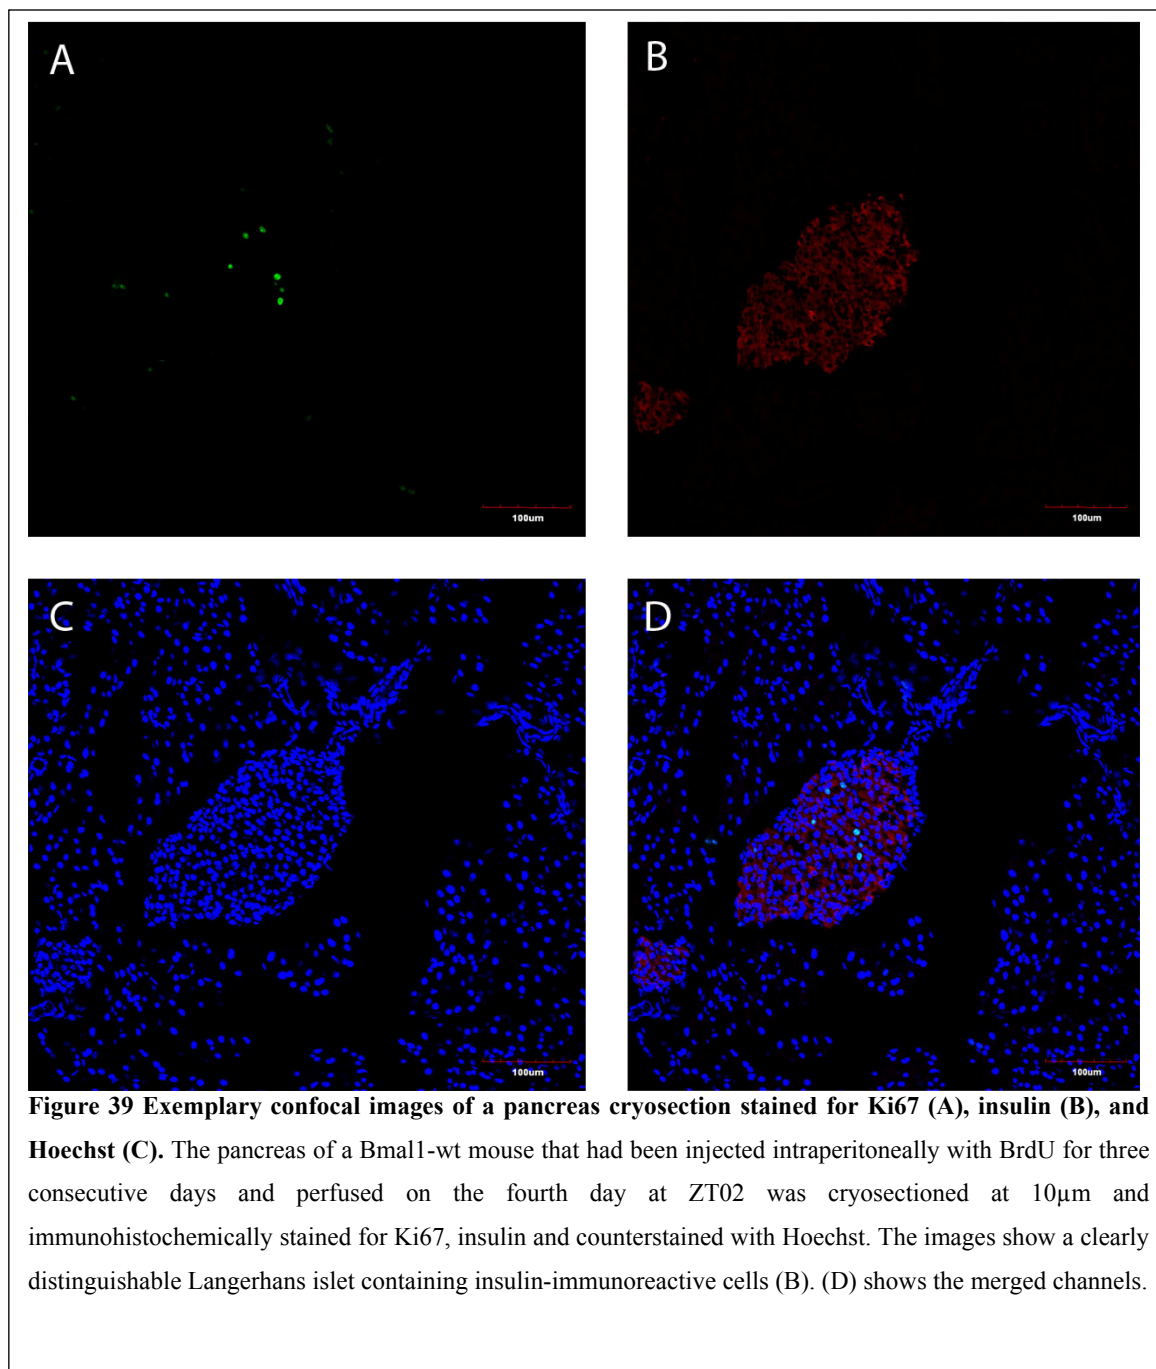 A
B
100um
100um
C
D
100um
100um
Figure 39 Exemplary confocal images of a pancreas cryosection stained for Ki67 (A), insulin (B), and
Hoechst (C). The pancreas of a Bmal1-wt mouse that had been injected intraperitoneally with BrdU for three
consecutive days and perfused on the fourth day at ZT02 was cryosectioned at 10µm and
immunohistochemically stained for Ki67, insulin and counterstained with Hoechst. The images show a clearly
distinguishable Langerhans islet containing insulin-immunoreactive cells (B). (D) shows the merged channels.